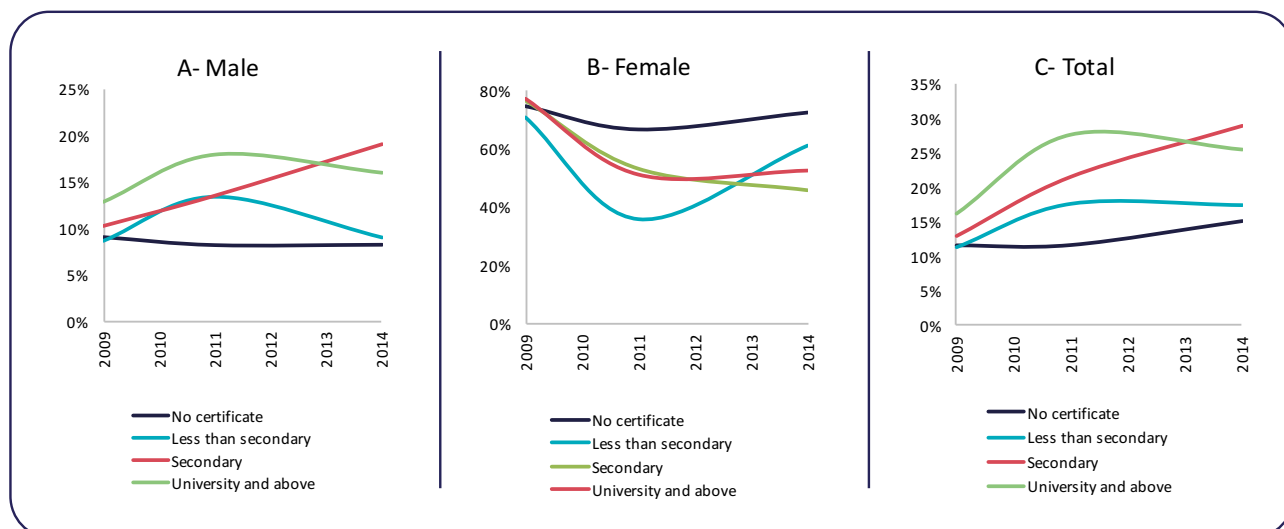 A- Male
25%
20%
15%
10%
5%
0%
2009
2010
2011
2012
2013
2014
No certificate
Less than secondary
Secondary
University and above
B- Female
80%
60%
40%
20%
0%
2009
2010
2011
2012
2013
2014
No certificate
Less than secondary
Secondary
University and above
C- Total
35%
30%
25%
20%
15%
10%
5%
0%
2009
2010
2011
2012
2013
2014
No certificate
Less than secondary
Secondary
University and above